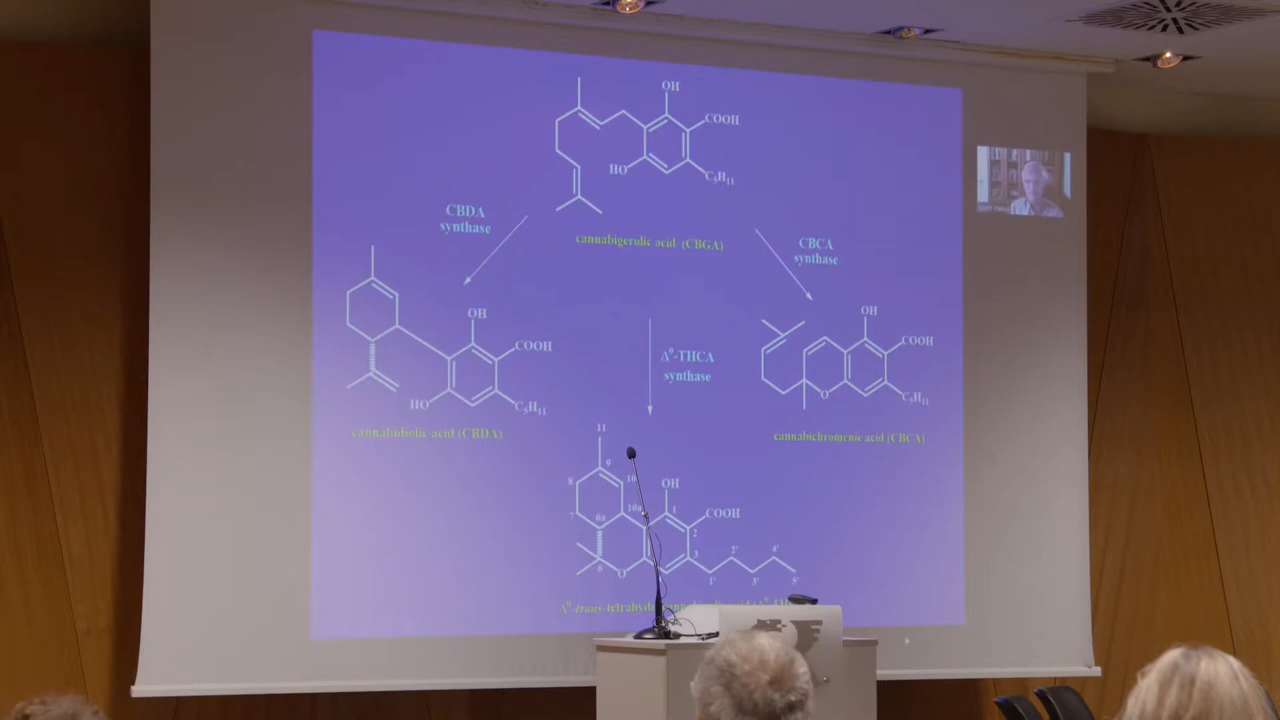 OH
COOH
HO
C5H11
cannabigerolic acid (CBGA)
CBDA
synthase
CBCA
synthase
OH
COOH
HO
C5H11
cannabidiolic acid (CBDA)
Δ9-THCA
synthase
OH
COOH
O
C5H11
cannabichromenic acid (CBCA)
11
9
8
10
OH
7
6a
10a
1
COOH
2
3
6
O
1'
2'
3'
4'
5'
Δ9-trans-